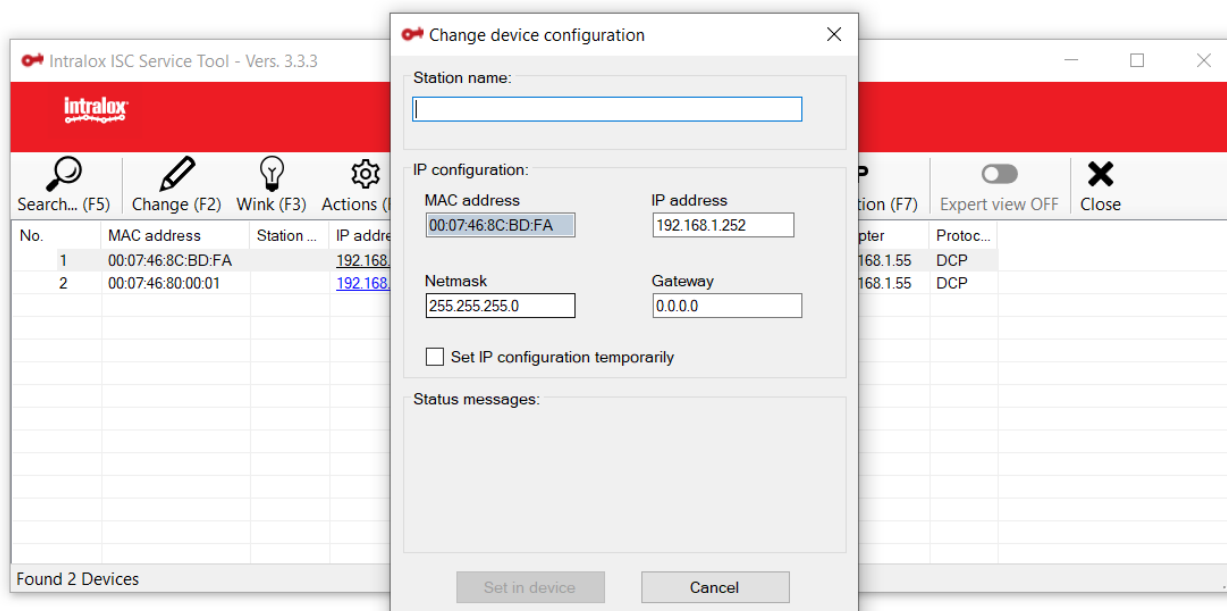 Change device configuration
Intralox ISC Service Tool - Vers. 3.3.3
intralox
Station name:
IP configuration:
MAC address IP address
00:07:46:8C:BD:FA 192.168.1.252
Netmask Gateway
255.255.255.0 0.0.0.0
Set IP configuration temporarily
Status messages:
Set in device Cancel
Search... (F5) Change (F2) Wink (F3) Actions (F7) Expert view OFF Close
No. MAC address Station ... IP addre Protoc...
1 00:07:46:8C:BD:FA 192.168. 168.1.55 DCP
2 00:07:46:80:00:01 192.168. 168.1.55 DCP
Found 2 Devices